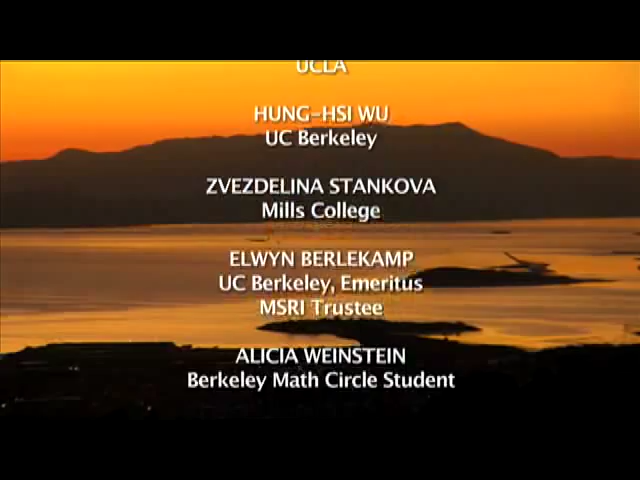 UCLA
HUNG-HSI WU
UC Berkeley
ZVEZDELINA STANKOVA
Mills College
ELWYN BERLEKAMP
UC Berkeley, Emeritus
MSRI Trustee
ALICIA WEINSTEIN
Berkeley Math Circle Student